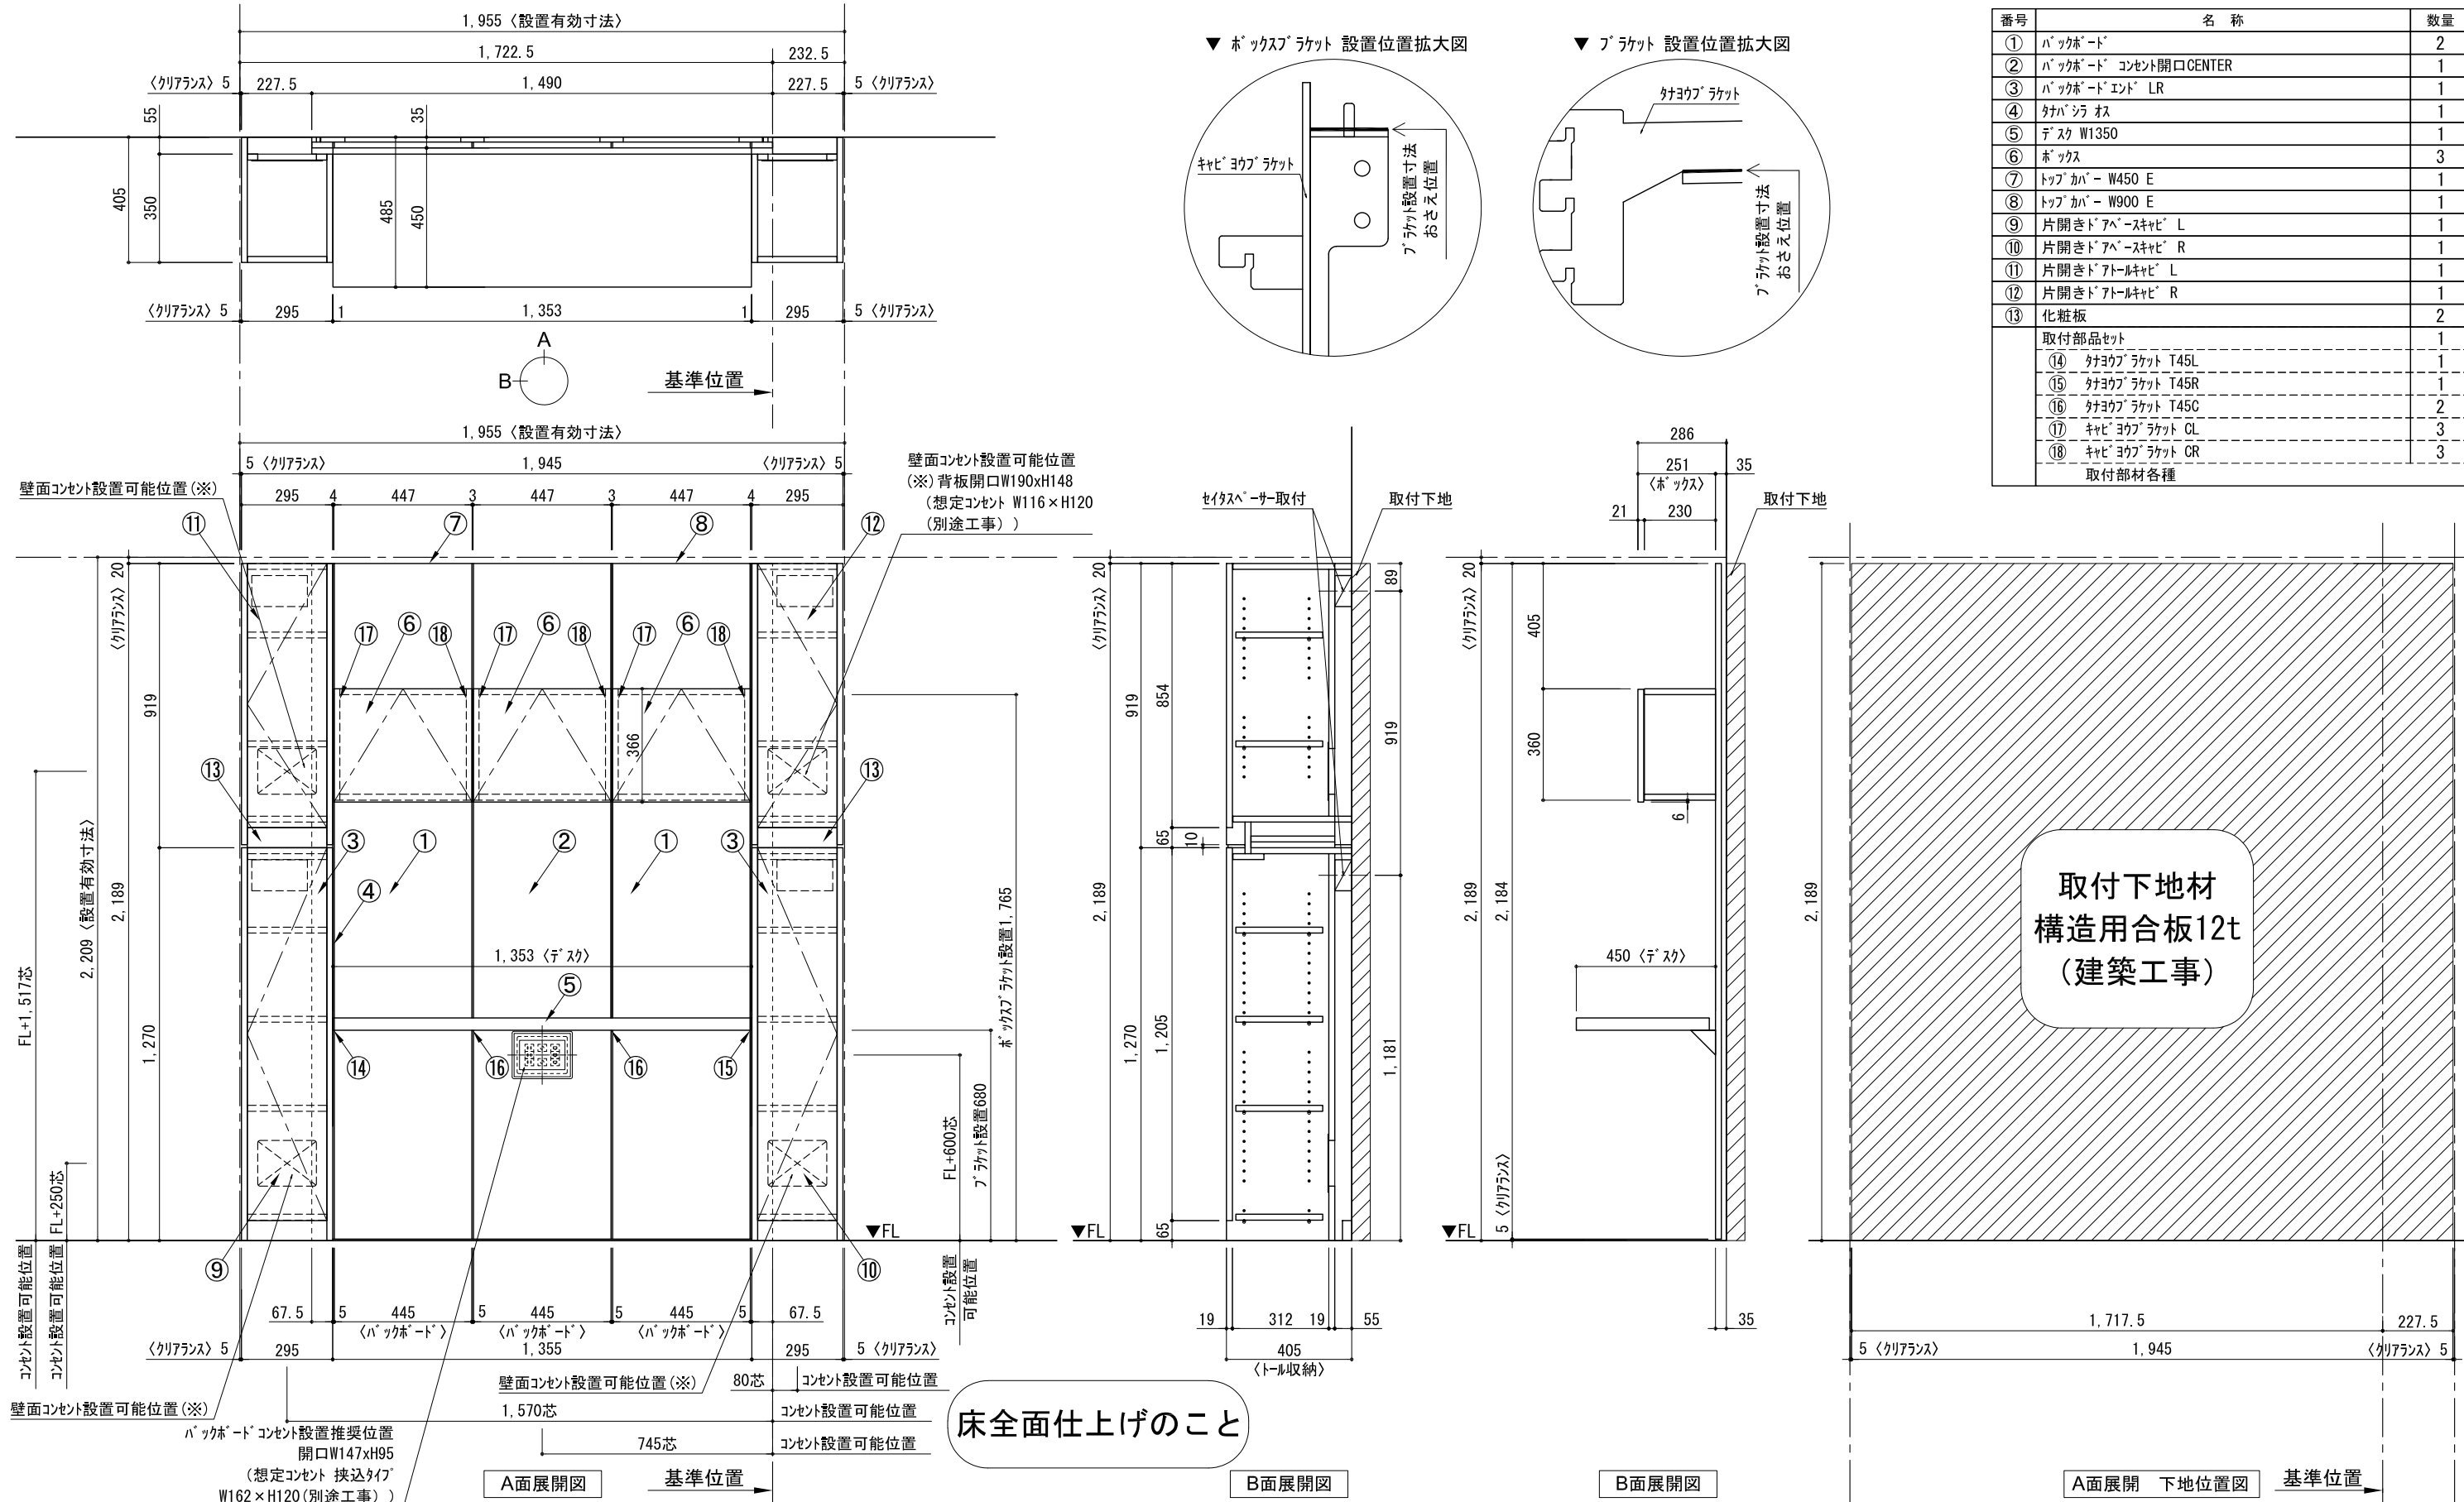 1,955〈設置有効寸法〉
1,722.5
232.5
〈クリアランス〉5
227.5
1,490
227.5
5〈クリアランス〉
55
35
405
350
485
450
〈クリアランス〉5
295
1
1,353
1
295
5〈クリアランス〉
A
B
基準位置
▼ ボックスブラケット 設置位置拡大図
キャビヨウブラケット
ブラケット設置寸法
おさえ位置
▼ ブラケット 設置位置拡大図
タナヨウブラケット
ブラケット設置寸法
おさえ位置
番号 名 称 数量
① バックボード 2
② バックボード コンセント開口CENTER 1
③ バックボードエンド LR 1
④ タナバシラ オス 1
⑤ デスク W1350 1
⑥ ボックス 3
⑦ トップカバー W450 E 1
⑧ トップカバー W900 E 1
⑨ 片開きドアベースキャビ L 1
⑩ 片開きドアベースキャビ R 1
⑪ 片開きドアトールキャビ L 1
⑫ 片開きドアトールキャビ R 1
⑬ 化粧板 2
取付部品セット 1
⑭ タナヨウブラケット T45L 1
⑮ タナヨウブラケット T45R 1
⑯ タナヨウブラケット T45C 2
⑰ キャビヨウブラケット CL 3
⑱ キャビヨウブラケット CR 3
取付部材各種
1,955〈設置有効寸法〉
5〈クリアランス〉
1,945
〈クリアランス〉5
295
4
447
3
447
3
447
4
295
壁面コンセント設置可能位置(※)
壁面コンセント設置可能位置
(※)背板開口W190xH148
(想定コンセント W116×H120
(別途工事))
⑪
⑦
⑧
⑫
⑰
⑥
⑱
⑰
⑥
⑱
⑰
⑥
⑱
366
⑬
⑬
③
①
②
①
③
④
1,353〈デスク〉
⑤
⑭
⑯
⑯
⑮
⑨
⑩
〈クリアランス〉20
919
1,270
2,189
2,209〈設置有効寸法〉
FL+1,517芯
FL+250芯
コンセント設置可能位置
コンセント設置可能位置
ボックスブラケット設置1,765
ブラケット設置680
FL+600芯
コンセント設置
可能位置
▼FL
67.5
5
445
5
445
5
445
5
67.5
〈バックボード〉
〈バックボード〉
〈バックボード〉
〈クリアランス〉5
295
1,355
295
5〈クリアランス〉
壁面コンセント設置可能位置(※)
80芯
コンセント設置可能位置
壁面コンセント設置可能位置(※)
1,570芯
コンセント設置可能位置
745芯
コンセント設置可能位置
バックボードコンセント設置推奨位置
開口W147xH95
(想定コンセント 挟込タイプ
W162×H120(別途工事))
A面展開図
基準位置
床全面仕上げのこと
セイタスペーサー取付
取付下地
〈クリアランス〉20
2,189
919
854
65
10
1,270
1,205
65
89
919
1,181
▼FL
19
312
19
55
405
〈トール収納〉
B面展開図
286
251
35
〈ボックス〉
21
230
取付下地
〈クリアランス〉20
2,189
2,184
405
360
6
450〈デスク〉
5〈クリアランス〉
▼FL
35
B面展開図
2,189
取付下地材
構造用合板12t
(建築工事)
1,717.5
227.5
5〈クリアランス〉
1,945
〈クリアランス〉5
A面展開 下地位置図
基準位置